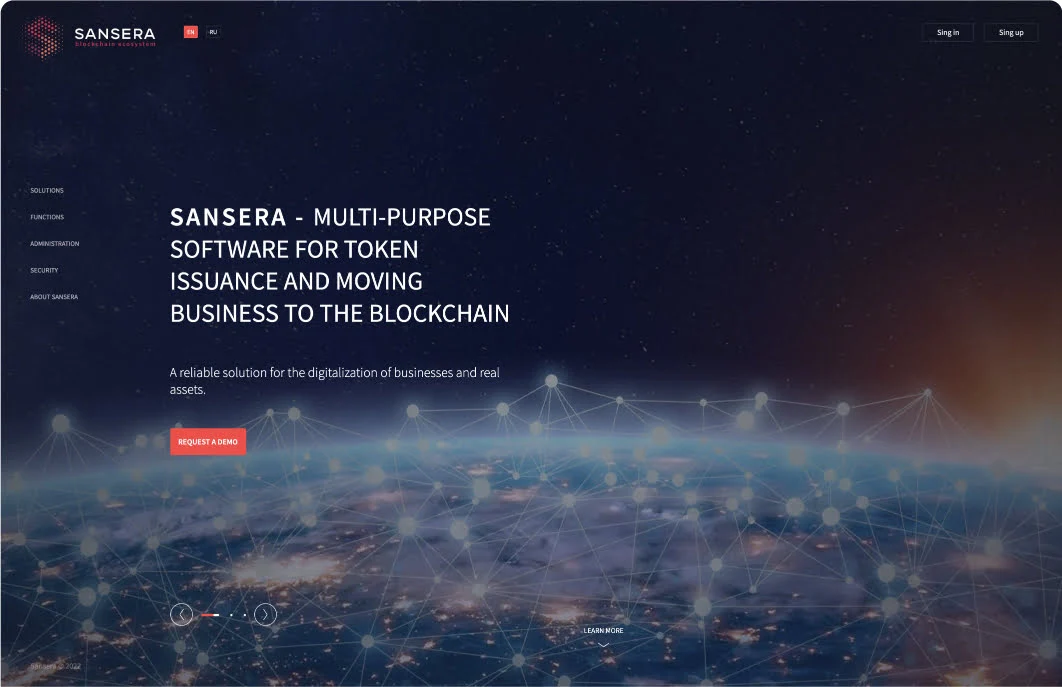 SANSERA
blockchain ecosystem
EN
RU
Sing in
Sing up
SOLUTIONS
FUNCTIONS
ADMINISTRATION
SECURITY
ABOUT SANSERA
SANSERA - MULTI-PURPOSE
SOFTWARE FOR TOKEN
ISSUANCE AND MOVING
BUSINESS TO THE BLOCKCHAIN
A reliable solution for the digitalization of businesses and real
assets.
REQUEST A DEMO
LEARN MORE
Sansera © 2022